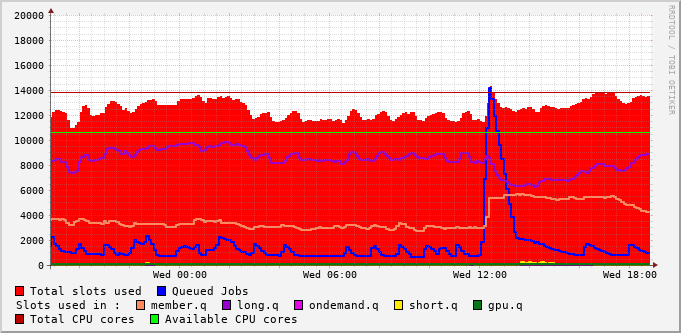 20000
18000
16000
14000
12000
10000
8000
6000
4000
2000
0
Wed 00:00 Wed 06:00 Wed 12:00 Wed 18:00
RRDTOOL / TOBI OETIKER
Total slots used Queued Jobs
Slots used in : member.q long.q ondemand.q short.q gpu.q
Total CPU cores Available CPU cores